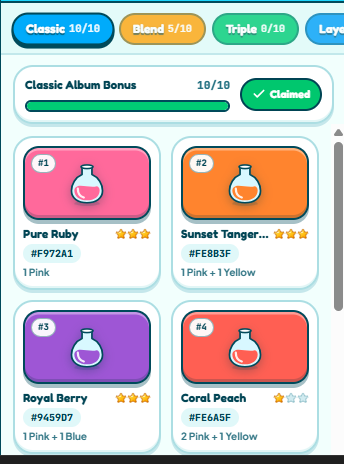 Classic 10/10 Blend 5/10 Triple 0/10
Classic Album Bonus 10/10 Claimed
#1 #2
Pure Ruby Sunset Tanger...
#F972A1 #FE8B3F
1 Pink 1 Pink + 1 Yellow
#3 #4
Royal Berry Coral Peach
#9459D7 #FE6A5F
1 Pink + 1 Blue 2 Pink + 1 Yellow